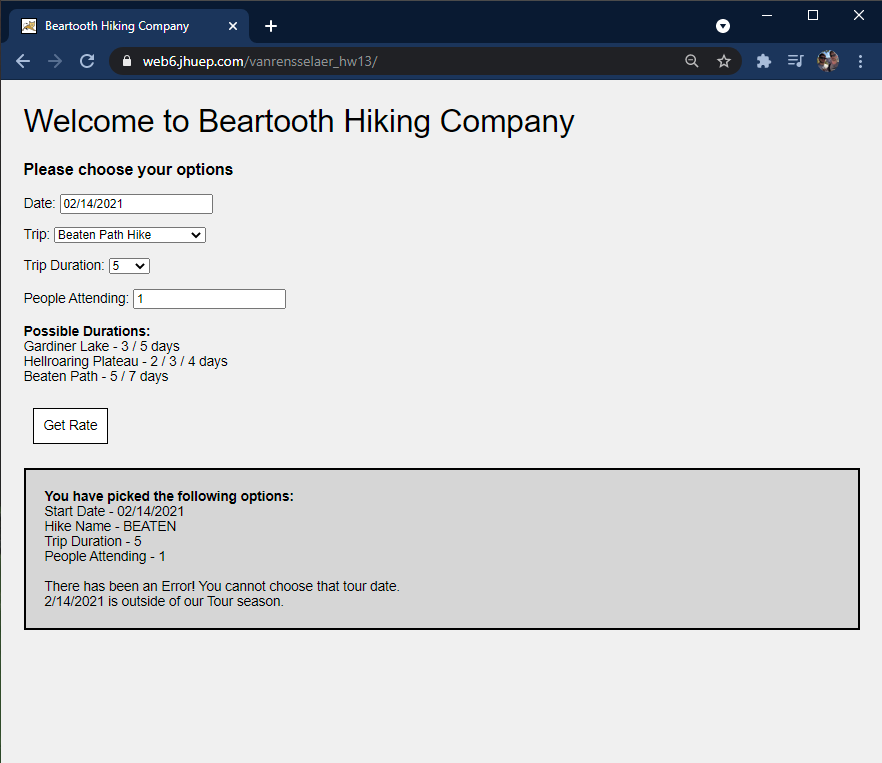 Beartooth Hiking Company
web6.jhuep.com/vanrensselaer_hw13/
Welcome to Beartooth Hiking Company
Please choose your options
Date: 02/14/2021
Trip: Beaten Path Hike
Trip Duration: 5
People Attending: 1
Possible Durations:
Gardiner Lake - 3 / 5 days
Hellroaring Plateau - 2 / 3 / 4 days
Beaten Path - 5 / 7 days
Get Rate
You have picked the following options:
Start Date - 02/14/2021
Hike Name - BEATEN
Trip Duration - 5
People Attending - 1
There has been an Error! You cannot choose that tour date.
2/14/2021 is outside of our Tour season.